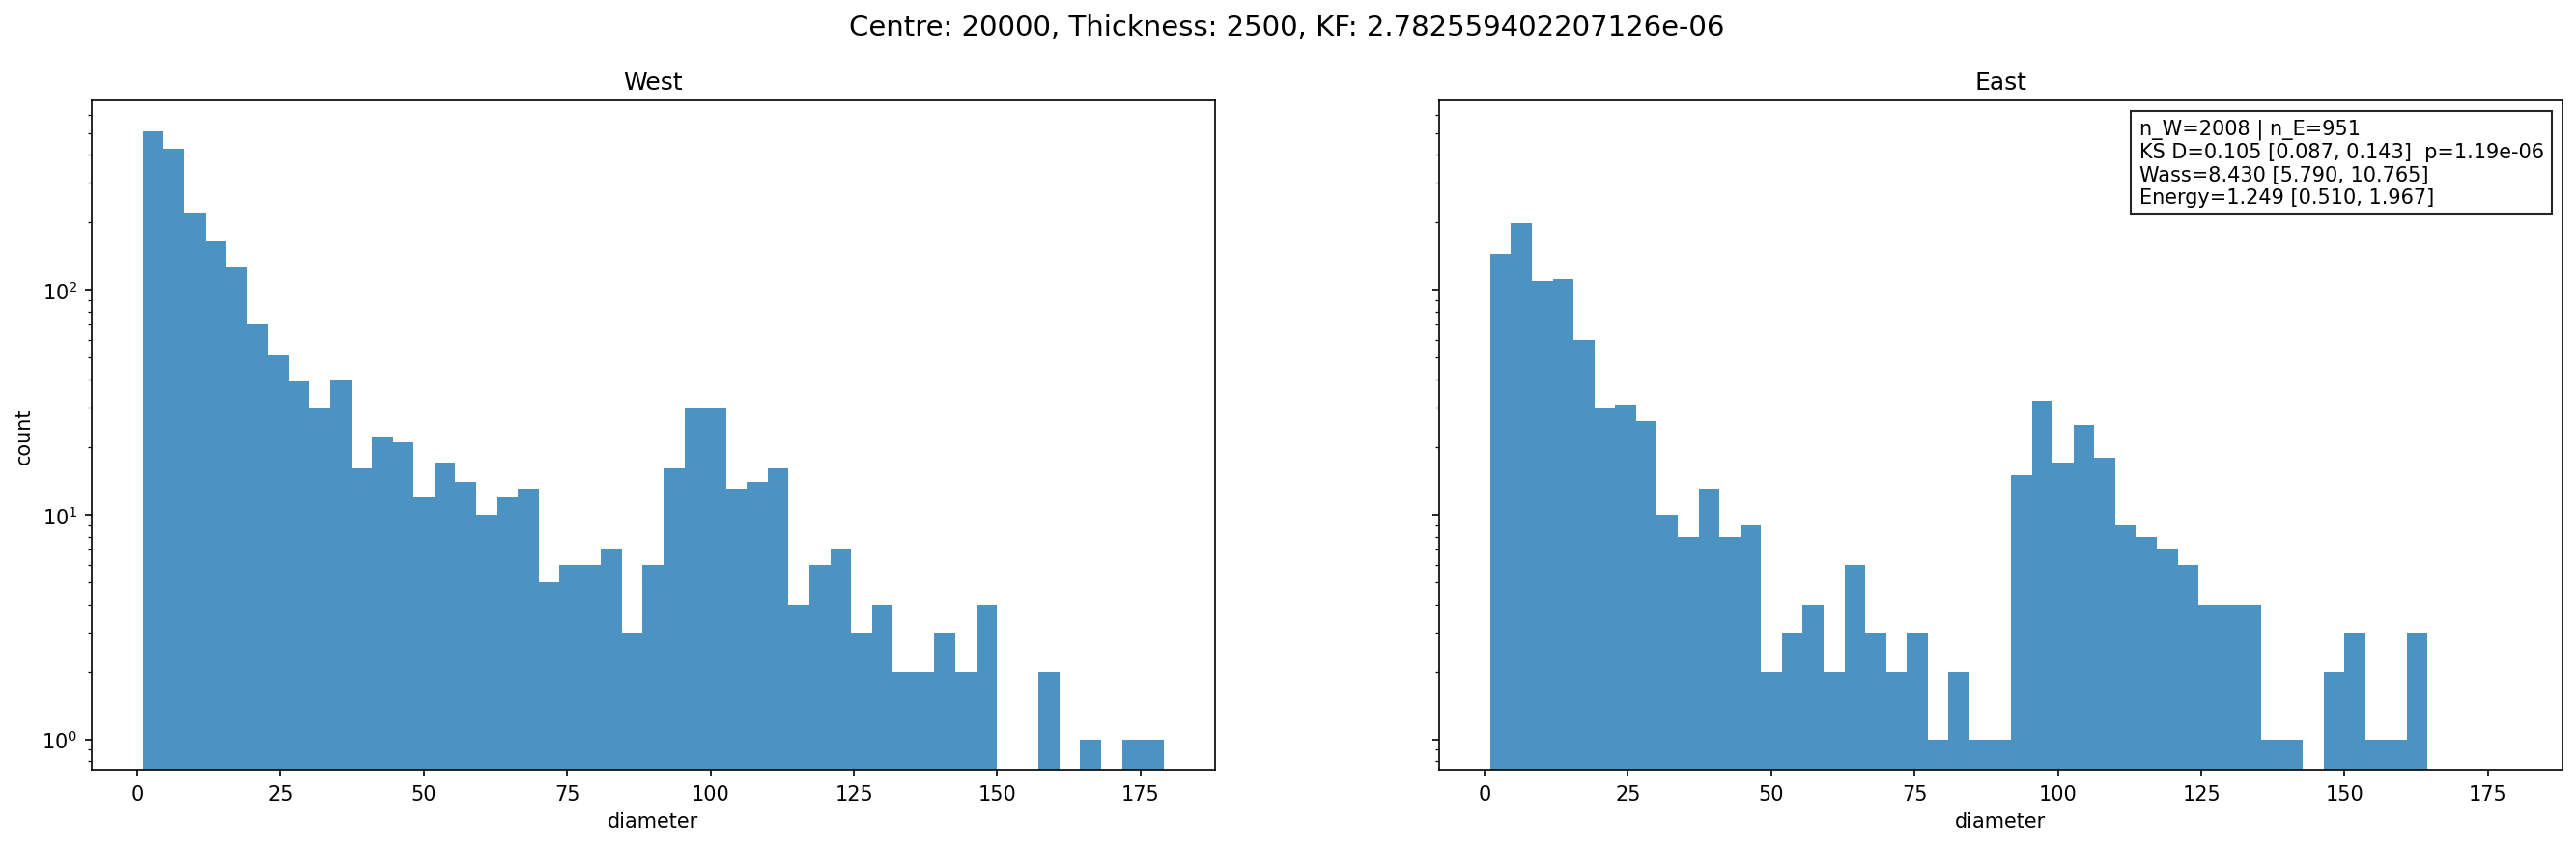 Centre: 20000, Thickness: 2500, KF: 2.782559402207126e-06
West
count
10²
10¹
10⁰
0 25 50 75 100 125 150 175
diameter
East
n_W=2008 | n_E=951
KS D=0.105 [0.087, 0.143]  p=1.19e-06
Wass=8.430 [5.790, 10.765]
Energy=1.249 [0.510, 1.967]
0 25 50 75 100 125 150 175
diameter